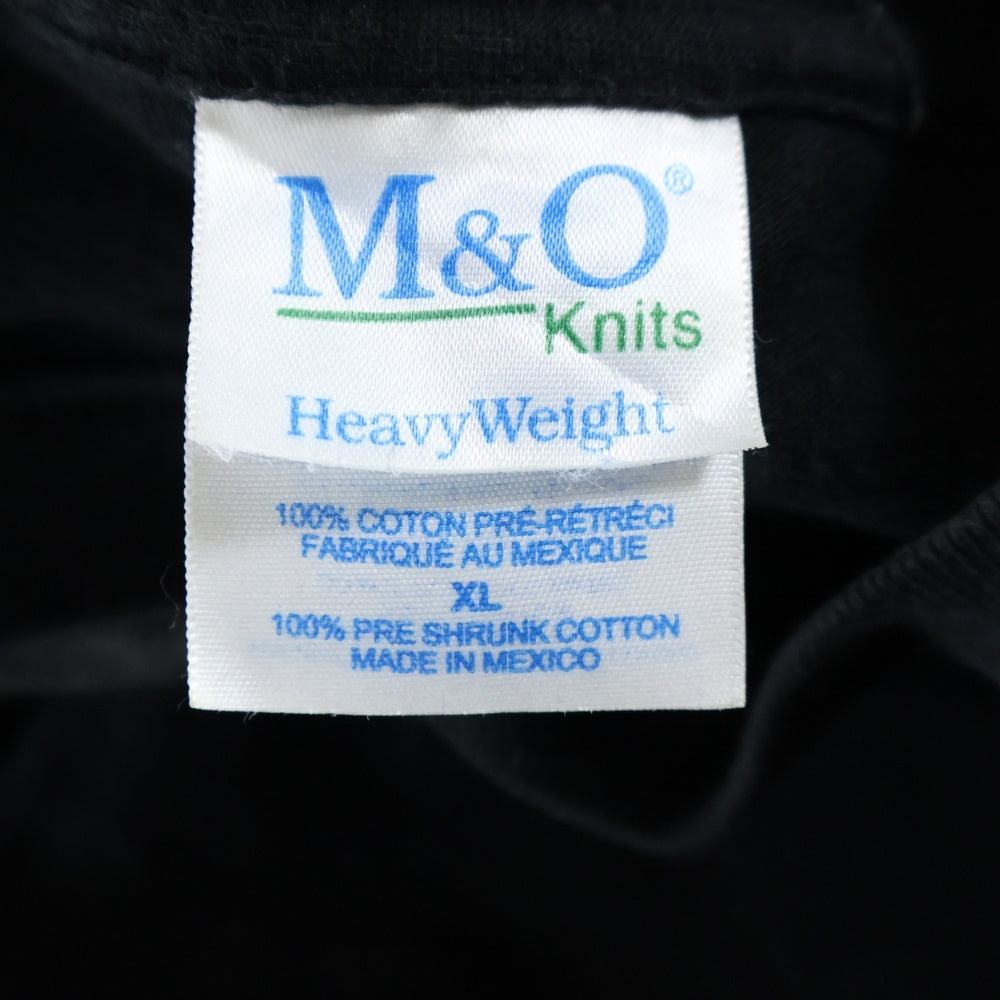 M&O®
Knits
HeavyWeight
100% COTON PRÉ-RÉTRÉCI
FABRIQUÉ AU MEXIQUE
XL
100% PRE SHRUNK COTTON
MADE IN MEXICO